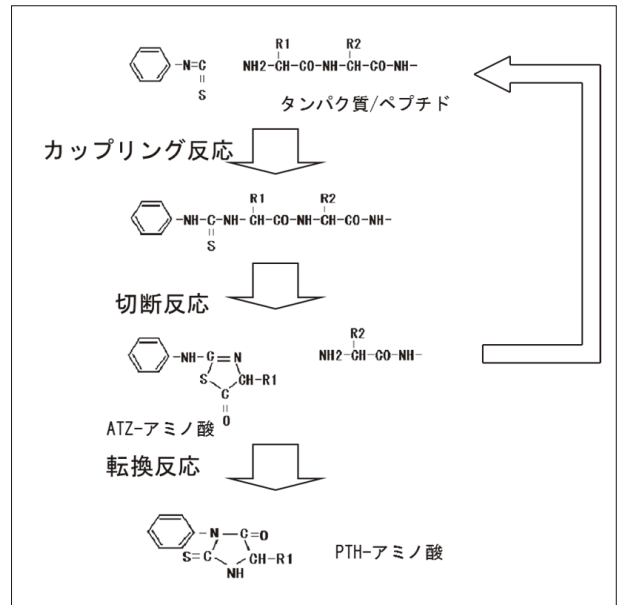 R1 R2
-N=C NH2-CH-CO-NH-CH-CO-NH-
S
タンパク質/ペプチド
カップリング反応
R1 R2
-NH-C-NH-CH-CO-NH-CH-CO-NH-
S
切断反応
R2
-NH-C=N NH2-CH-CO-NH-
S CH-R1
C
O
ATZ-アミノ酸
転換反応
N C=O
S=C CH-R1
NH
PTH-アミノ酸